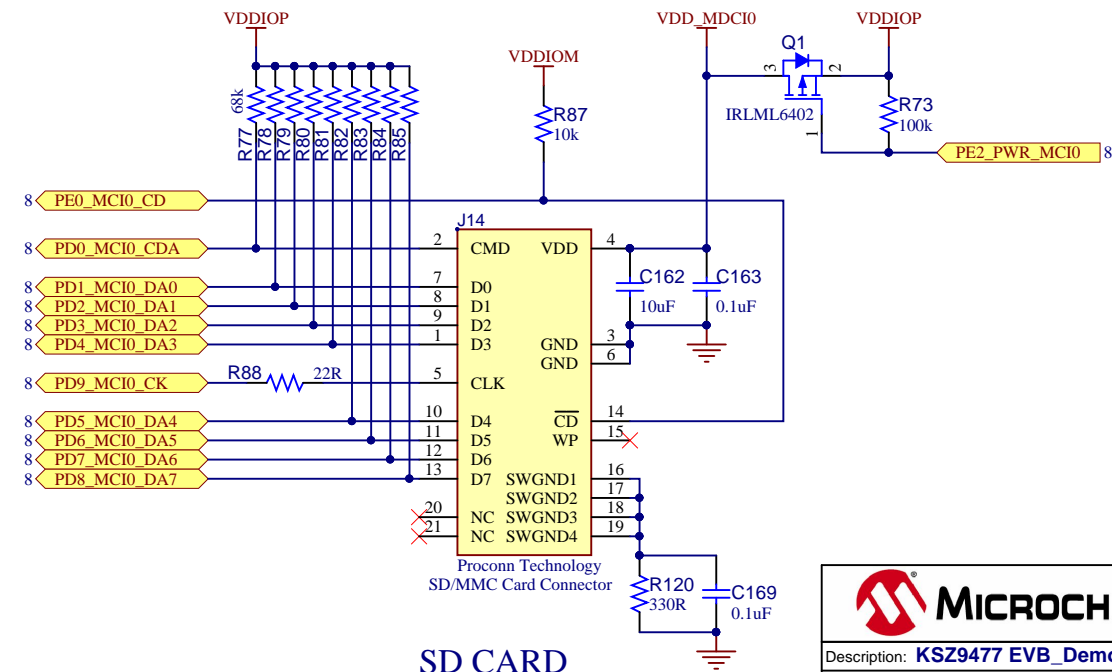 VDDIOP
VDD_MDCI0
VDDIOP
VDDIOM
Q1
3
2
1
IRLML6402
R73
100k
68k
R77
R78
R79
R80
R81
R82
R83
R84
R85
R87
10k
PE2_PWR_MCI0
8
8
PE0_MCI0_CD
J14
8
PD0_MCI0_CDA
2
CMD
VDD
4
C162
10uF
C163
0.1uF
8
PD1_MCI0_DA0
7
D0
8
PD2_MCI0_DA1
8
D1
8
PD3_MCI0_DA2
9
D2
8
PD4_MCI0_DA3
1
D3
GND
3
GND
6
8
PD9_MCI0_CK
R88
22R
5
CLK
8
PD5_MCI0_DA4
10
D4
CD
14
8
PD6_MCI0_DA5
11
D5
WP
15
8
PD7_MCI0_DA6
12
D6
8
PD8_MCI0_DA7
13
D7
SWGND1
16
SWGND2
17
20
NC
SWGND3
18
21
NC
SWGND4
19
Proconn Technology
SD/MMC Card Connector
R120
330R
C169
0.1uF
SD CARD
MICROCH
Description: KSZ9477 EVB_Demo